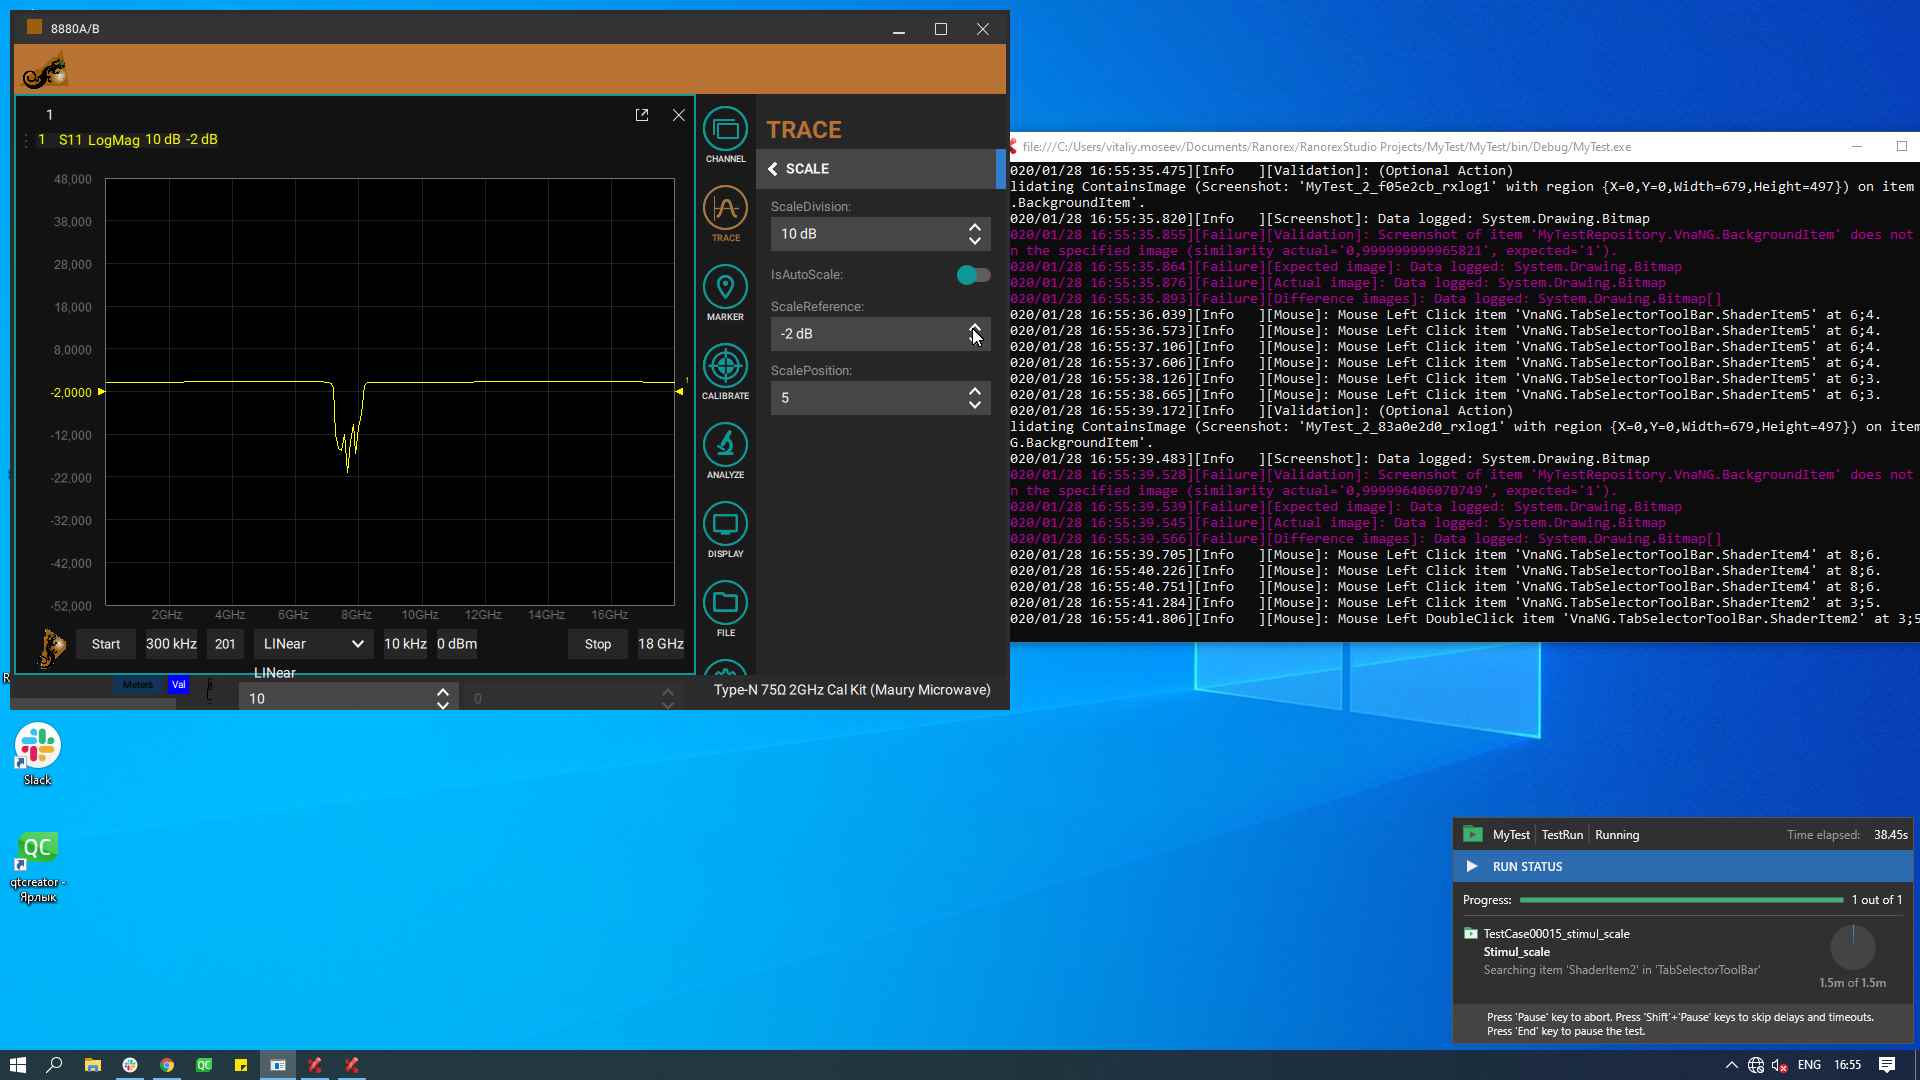 8880A/B
1
1 S11 LogMag 10 dB -2 dB
48,000
38,000
28,000
18,000
8,0000
-2,0000
-12,000
-22,000
-32,000
-42,000
-52,000
1
2GHz 4GHz 6GHz 8GHz 10GHz 12GHz 14GHz 16GHz
Start 300 kHz 201 LINear 10 kHz 0 dBm Stop 18 GHz
LINear
Meters Val
10 0
Type-N 75Ω 2GHz Cal Kit (Maury Microwave)
CHANNEL
TRACE
MARKER
CALIBRATE
ANALYZE
DISPLAY
FILE
TRACE
SCALE
ScaleDivision:
10 dB
IsAutoScale:
ScaleReference:
-2 dB
ScalePosition:
5
file:///C:/Users/vitaliy.moseev/Documents/Ranorex/RanorexStudio Projects/MyTest/MyTest/bin/Debug/MyTest.exe
020/01/28 16:55:35.475][Info   ][Validation]: (Optional Action)
lidating ContainsImage (Screenshot: 'MyTest_2_f05e2cb_rxlog1' with region {X=0,Y=0,Width=679,Height=497}) on item
.BackgroundItem'.
020/01/28 16:55:35.820][Info   ][Screenshot]: Data logged: System.Drawing.Bitmap
020/01/28 16:55:35.855][Failure][Validation]: Screenshot of item 'MyTestRepository.VnaNG.BackgroundItem' does not
n the specified image (similarity actual='0,999999999965821', expected='1').
020/01/28 16:55:35.864][Failure][Expected image]: Data logged: System.Drawing.Bitmap
020/01/28 16:55:35.876][Failure][Actual image]: Data logged: System.Drawing.Bitmap
020/01/28 16:55:35.893][Failure][Difference images]: Data logged: System.Drawing.Bitmap[]
020/01/28 16:55:36.039][Info   ][Mouse]: Mouse Left Click item 'VnaNG.TabSelectorToolBar.ShaderItem5' at 6;4.
020/01/28 16:55:36.573][Info   ][Mouse]: Mouse Left Click item 'VnaNG.TabSelectorToolBar.ShaderItem5' at 6;4.
020/01/28 16:55:37.106][Info   ][Mouse]: Mouse Left Click item 'VnaNG.TabSelectorToolBar.ShaderItem5' at 6;4.
020/01/28 16:55:37.606][Info   ][Mouse]: Mouse Left Click item 'VnaNG.TabSelectorToolBar.ShaderItem5' at 6;4.
020/01/28 16:55:38.126][Info   ][Mouse]: Mouse Left Click item 'VnaNG.TabSelectorToolBar.ShaderItem5' at 6;3.
020/01/28 16:55:38.665][Info   ][Mouse]: Mouse Left Click item 'VnaNG.TabSelectorToolBar.ShaderItem5' at 6;3.
020/01/28 16:55:39.172][Info   ][Validation]: (Optional Action)
lidating ContainsImage (Screenshot: 'MyTest_2_83a0e2d0_rxlog1' with region {X=0,Y=0,Width=679,Height=497}) on item
G.BackgroundItem'.
020/01/28 16:55:39.483][Info   ][Screenshot]: Data logged: System.Drawing.Bitmap
020/01/28 16:55:39.528][Failure][Validation]: Screenshot of item 'MyTestRepository.VnaNG.BackgroundItem' does not
n the specified image (similarity actual='0,999996406070749', expected='1').
020/01/28 16:55:39.539][Failure][Expected image]: Data logged: System.Drawing.Bitmap
020/01/28 16:55:39.545][Failure][Actual image]: Data logged: System.Drawing.Bitmap
020/01/28 16:55:39.566][Failure][Difference images]: Data logged: System.Drawing.Bitmap[]
020/01/28 16:55:39.705][Info   ][Mouse]: Mouse Left Click item 'VnaNG.TabSelectorToolBar.ShaderItem4' at 8;6.
020/01/28 16:55:40.226][Info   ][Mouse]: Mouse Left Click item 'VnaNG.TabSelectorToolBar.ShaderItem4' at 8;6.
020/01/28 16:55:40.751][Info   ][Mouse]: Mouse Left Click item 'VnaNG.TabSelectorToolBar.ShaderItem4' at 8;6.
020/01/28 16:55:41.284][Info   ][Mouse]: Mouse Left Click item 'VnaNG.TabSelectorToolBar.ShaderItem2' at 3;5.
020/01/28 16:55:41.806][Info   ][Mouse]: Mouse Left DoubleClick item 'VnaNG.TabSelectorToolBar.ShaderItem2' at 3;5
Slack
QC
qtcreator -
Ярлык
MyTest TestRun Running Time elapsed: 38.45s
RUN STATUS
Progress: 1 out of 1
TestCase00015_stimul_scale
Stimul_scale
Searching item 'ShaderItem2' in 'TabSelectorToolBar'
1.5m of 1.5m
Press 'Pause' key to abort. Press 'Shift'+'Pause' keys to skip delays and timeouts.
Press 'End' key to pause the test.
QC
ENG 16:55